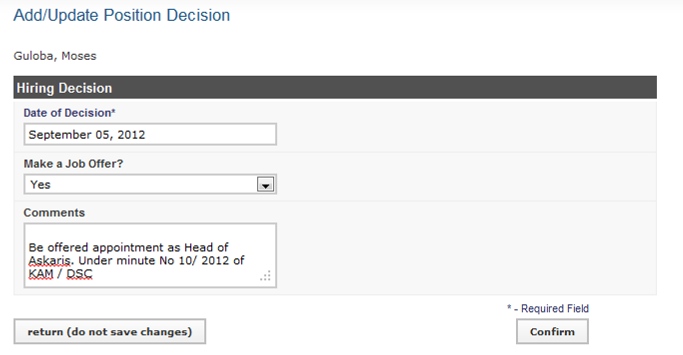 Add/Update Position Decision
Guloba, Moses
Hiring Decision
Date of Decision*
September 05, 2012
Make a Job Offer?
Yes
Comments
Be offered appointment as Head of
Askaris. Under minute No 10/ 2012 of
KAM / DSC
* - Required Field
return (do not save changes)
Confirm